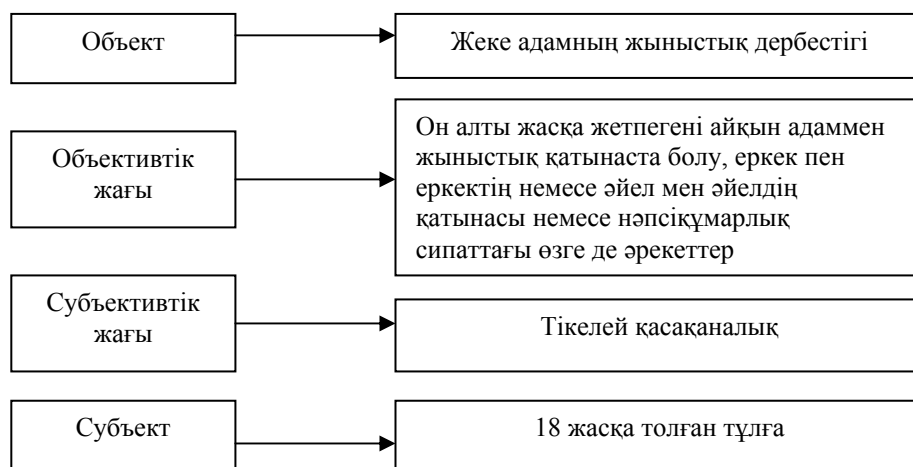 Объект
Жеке адамның жыныстық дербестігі
Объективтік
жағы
Он алты жасқа жетпегені айқын адаммен
жыныстық қатынаста болу, еркек пен
еркектің немесе әйел мен әйелдің
қатынасы немесе нәпсіқұмарлық
сипаттағы өзге де әрекеттер
Субъективтік
жағы
Тікелей қасақаналық
Субъект
18 жасқа толған тұлға